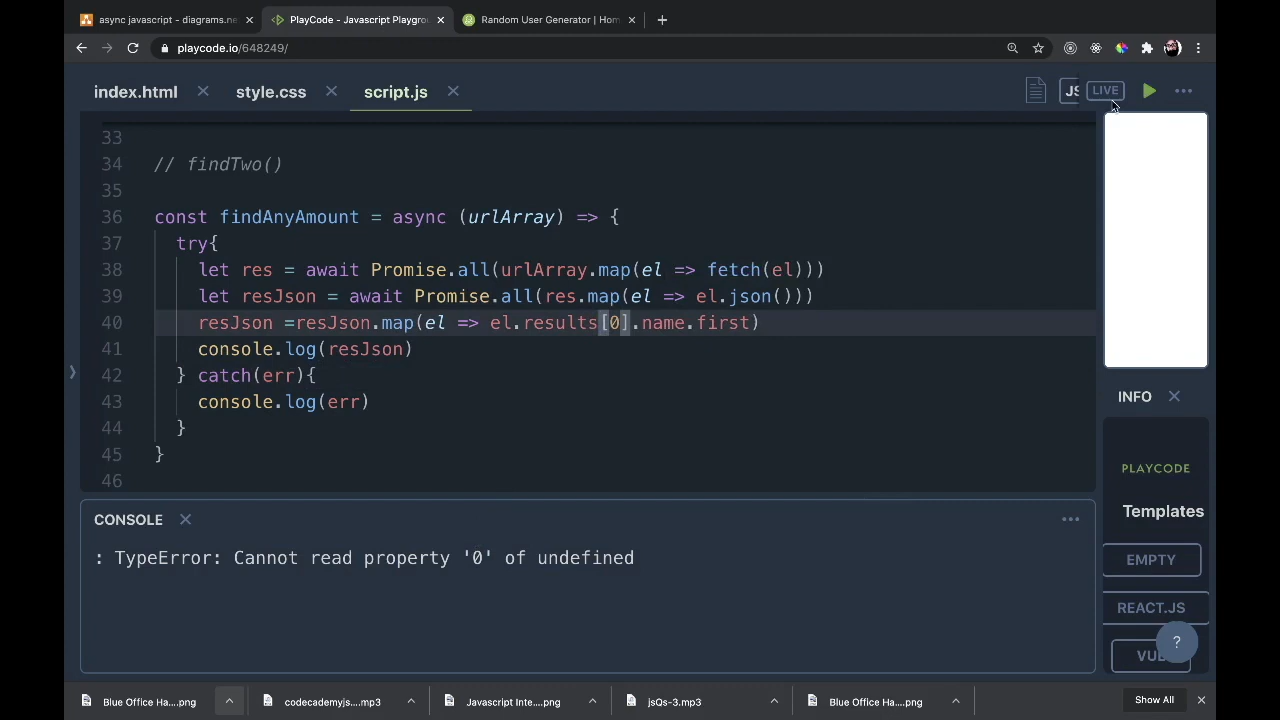 async javascript - diagrams.ne
PlayCode - Javascript Playgro
Random User Generator | Hom
playcode.io/648249/
index.html
style.css
script.js
JS
LIVE
33
34 // findTwo()
35
36 const findAnyAmount = async (urlArray) => {
37 try{
38 let res = await Promise.all(urlArray.map(el => fetch(el)))
39 let resJson = await Promise.all(res.map(el => el.json()))
40 resJson =resJson.map(el => el.results[0].name.first)
41 console.log(resJson)
42 } catch(err){
43 console.log(err)
44 }
45 }
46
INFO
PLAYCODE
Templates
EMPTY
REACT.JS
VUE
?
CONSOLE
: TypeError: Cannot read property '0' of undefined
Blue Office Ha....png
codecademyjs....mp3
Javascript Inte....png
jsQs-3.mp3
Blue Office Ha....png
Show All